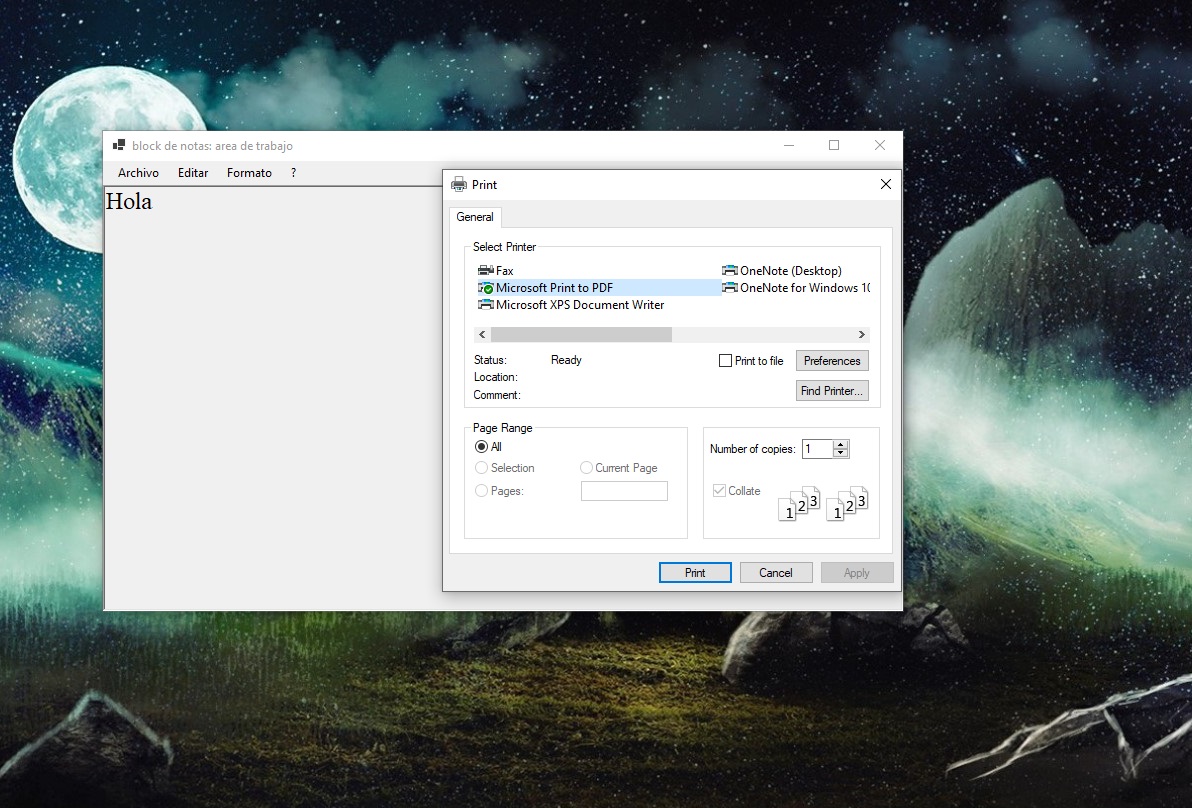 block de notas: area de trabajo
Archivo Editar Formato ?
Hola
Print
General
Select Printer
Fax
Microsoft Print to PDF
Microsoft XPS Document Writer
OneNote (Desktop)
OneNote for Windows 10
Status: Ready
Location:
Comment:
Print to file
Preferences
Find Printer...
Page Range
All
Selection Current Page
Pages:
Number of copies: 1
Collate
1 2 3 1 2 3
Print Cancel Apply